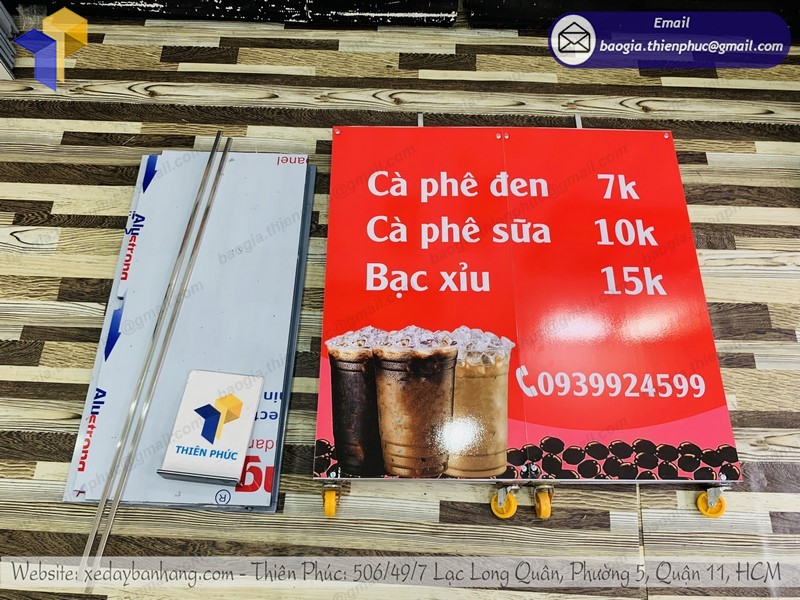 Email
baogia.thienphuc@gmail.com
Cà phê đen 7k
Cà phê sữa 10k
Bạc xỉu 15k
0939924599
Alustrong
Alustrong
THIÊN PHÚC
®
Website: xedaybanhang.com - Thiên Phúc: 506/49/7 Lạc Long Quân, Phường 5, Quận 11, HCM